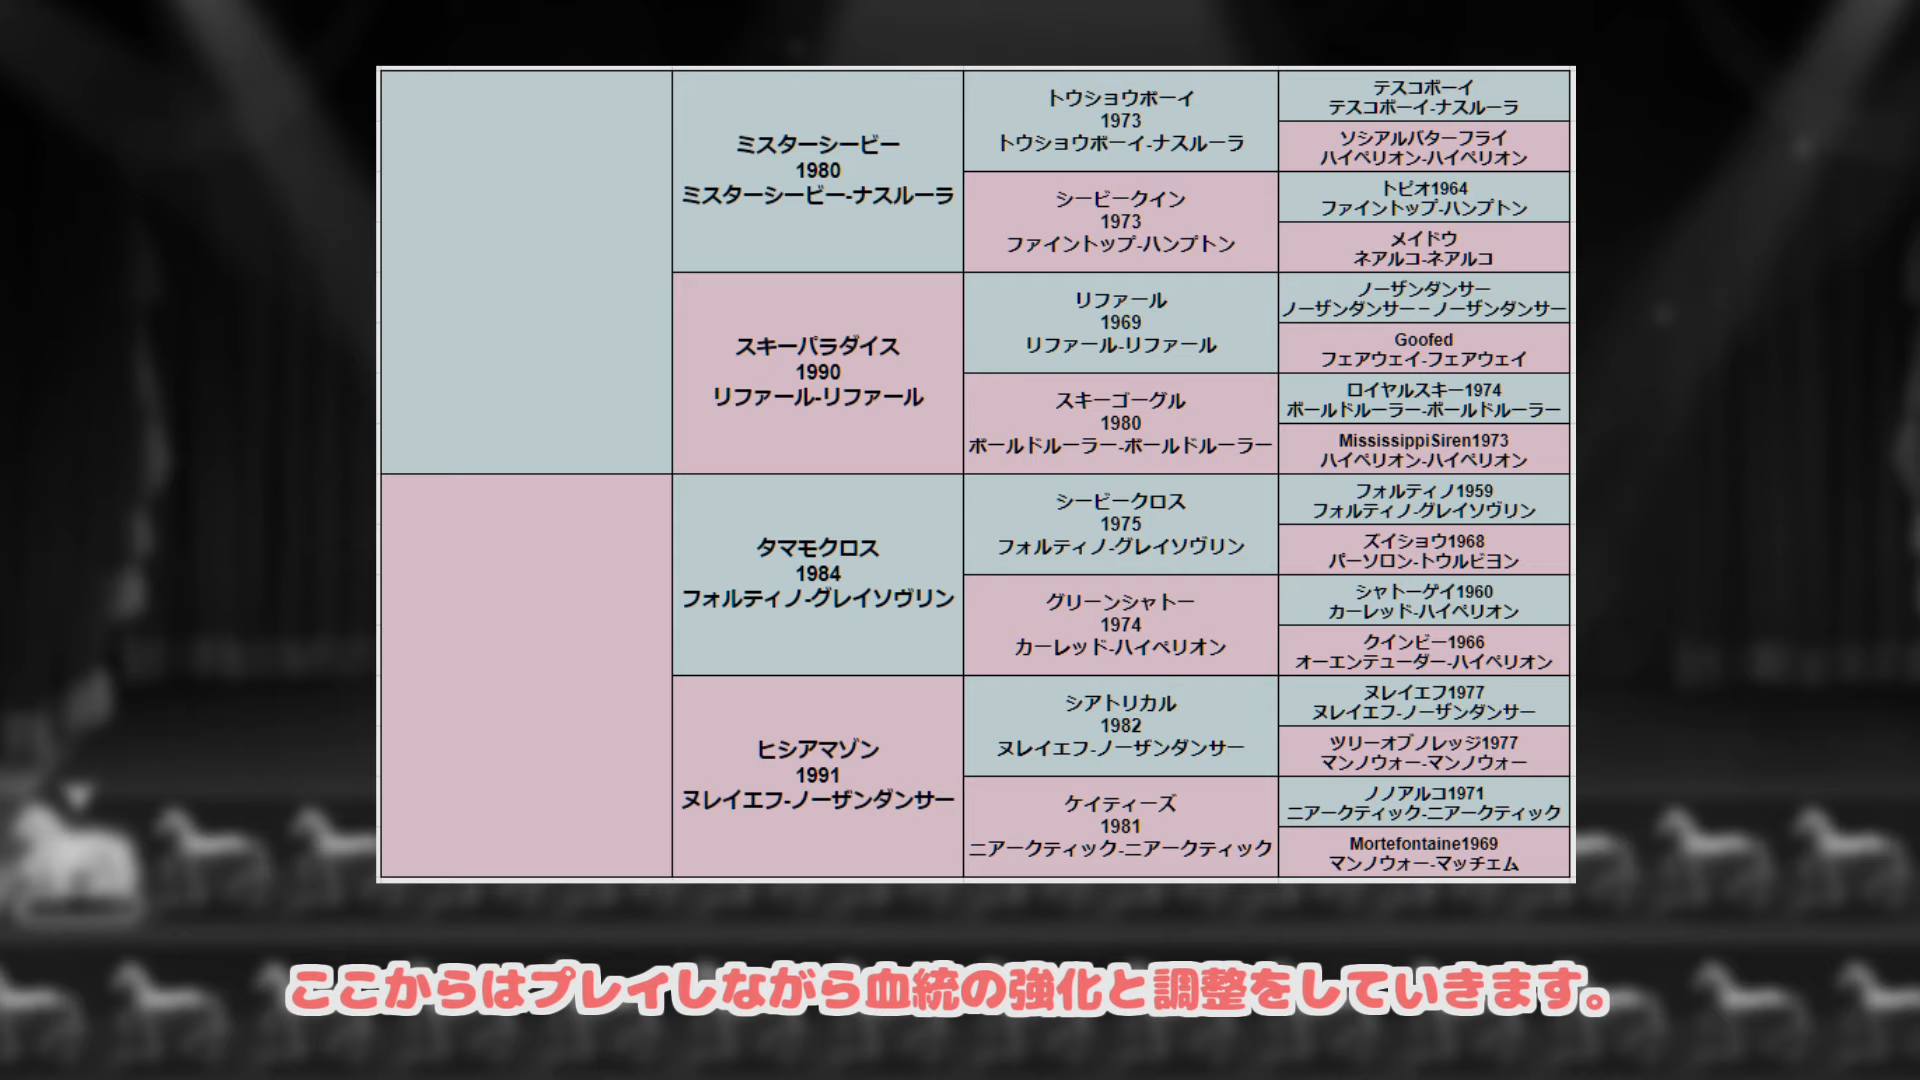 ミスターシービー
1980
ミスターシービー-ナスルーラ
スキーパラダイス
1990
リファール-リファール
タマモクロス
1984
フォルティノ-グレイソヴリン
ヒシアマゾン
1991
ヌレイエフ-ノーザンダンサー
トウショウボーイ
1973
トウショウボーイ-ナスルーラ
シービークイン
1973
ファイントップ-ハンプトン
リファール
1969
リファール-リファール
スキーゴーグル
1980
ボールドルーラー-ボールドルーラー
シービークロス
1975
フォルティノ-グレイソヴリン
グリーンシャトー
1974
カーレッド-ハイペリオン
シアトリカル
1982
ヌレイエフ-ノーザンダンサー
ケイティーズ
1981
ニアークティック-ニアークティック
テスコボーイ
テスコボーイ-ナスルーラ
ソシアルバターフライ
ハイペリオン-ハイペリオン
トピオ1964
ファイントップ-ハンプトン
メイドウ
ネアルコ-ネアルコ
ノーザンダンサー
ノーザンダンサー－ノーザンダンサー
Goofed
フェアウェイ-フェアウェイ
ロイヤルスキー1974
ボールドルーラー-ボールドルーラー
MississippiSiren1973
ハイペリオン-ハイペリオン
フォルティノ1959
フォルティノ-グレイソヴリン
ズイショウ1968
パーソロン-トウルビヨン
シャトーゲイ1960
カーレッド-ハイペリオン
クインビー1966
オーエンテューダー-ハイペリオン
ヌレイエフ1977
ヌレイエフ-ノーザンダンサー
ツリーオブノレッジ1977
マンノウォー-マンノウォー
ノノアルコ1971
ニアークティック-ニアークティック
Mortefontaine1969
マンノウォー-マッチェム
ここからはプレイしながら血統の強化と調整をしていきます。